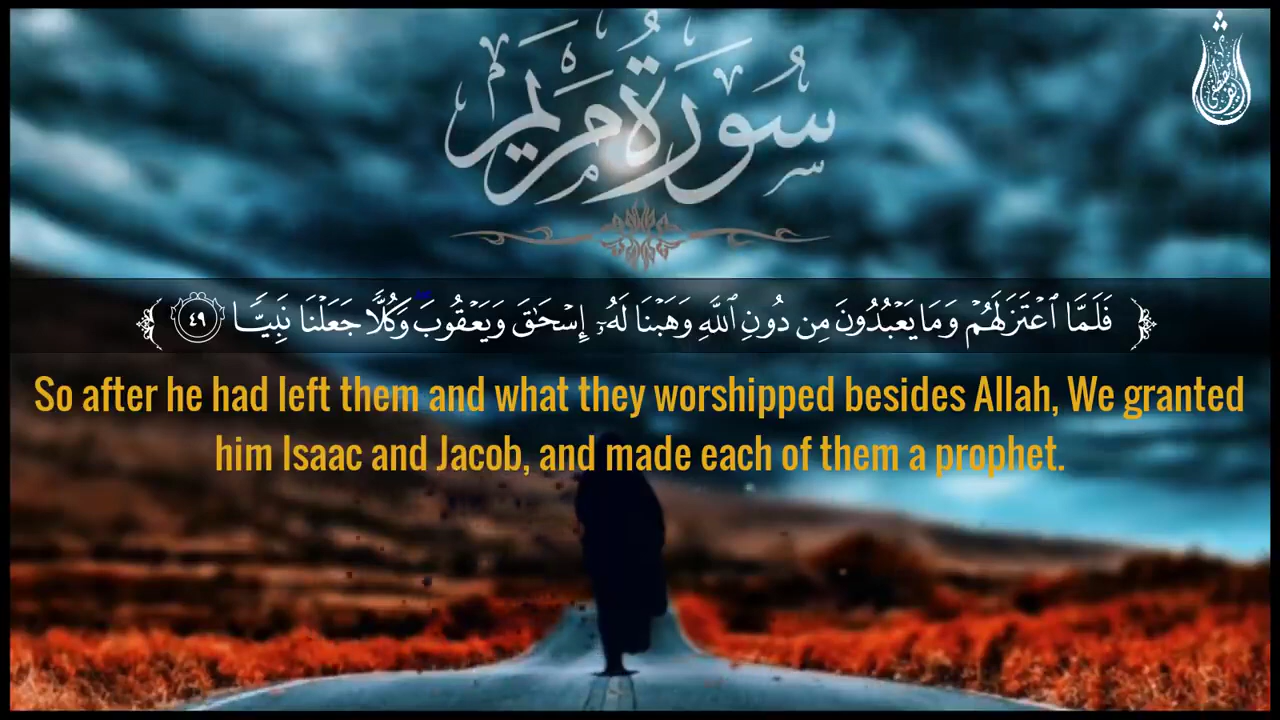 سورة مريم
﴿ فَلَمَّا ٱعْتَزَلَهُمْ وَمَا يَعْبُدُونَ مِن دُونِ ٱللَّهِ وَهَبْنَا لَهُۥٓ إِسْحَٰقَ وَيَعْقُوبَ ۖ وَكُلًّا جَعَلْنَا نَبِيًّا ٤٩ ﴾
So after he had left them and what they worshipped besides Allah, We granted
him Isaac and Jacob, and made each of them a prophet.